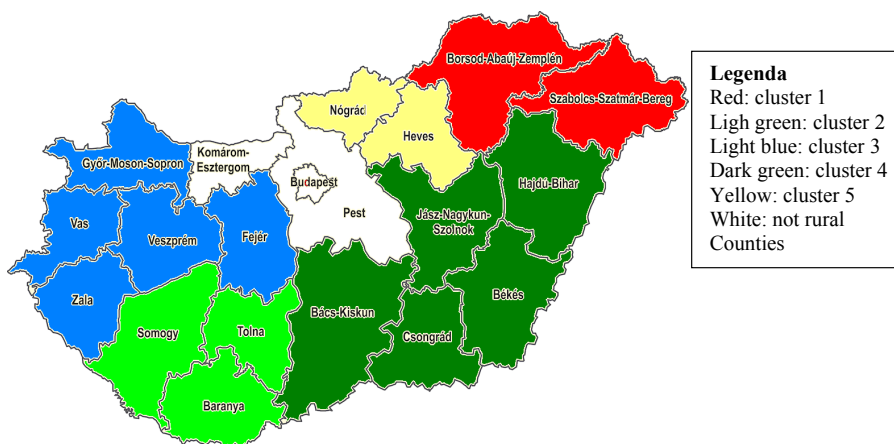 Borsod-Abaúj-Zemplén
Szabolcs-Szatmár-Bereg
Nógrád
Heves
Győr-Moson-Sopron
Komárom-
Esztergom
Budapest
Pest
Hajdú-Bihar
Jász-Nagykun-
Szolnok
Vas
Veszprém
Fejér
Zala
Somogy
Tolna
Baranya
Bács-Kiskun
Csongrád
Békés
Legenda
Red: cluster 1
Ligh green: cluster 2
Light blue: cluster 3
Dark green: cluster 4
Yellow: cluster 5
White: not rural
Counties